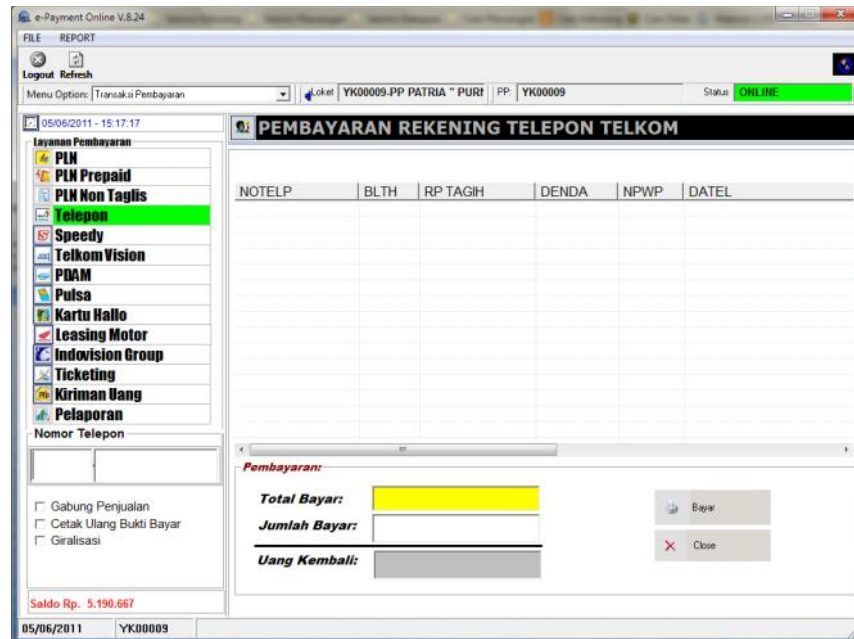 e-Payment Online V.8.24
FILE REPORT
Logout Refresh
Menu Option: Transaksi Pembayaran Loket YK00009-PP PATRIA " PURI PP: YK00009 Status ONLINE
05/06/2011 - 15:17:17
PEMBAYARAN REKENING TELEPON TELKOM
Layanan Pembayaran
PLN
PLN Prepaid
PLN Non Taglis
Telepon
Speedy
Telkom Vision
PDAM
Pulsa
Kartu Hallo
Leasing Motor
Indovision Group
Ticketing
Kiriman Uang
Pelaporan
NOTELP BLTH RP TAGIH DENDA NPWP DATEL
Nomor Telepon
-
Gabung Penjualan
Cetak Ulang Bukti Bayar
Giralisasi
Pembayaran:
Total Bayar:
Jumlah Bayar:
Uang Kembali:
Bayar
Close
Saldo Rp. 5.190.667
05/06/2011 YK00009